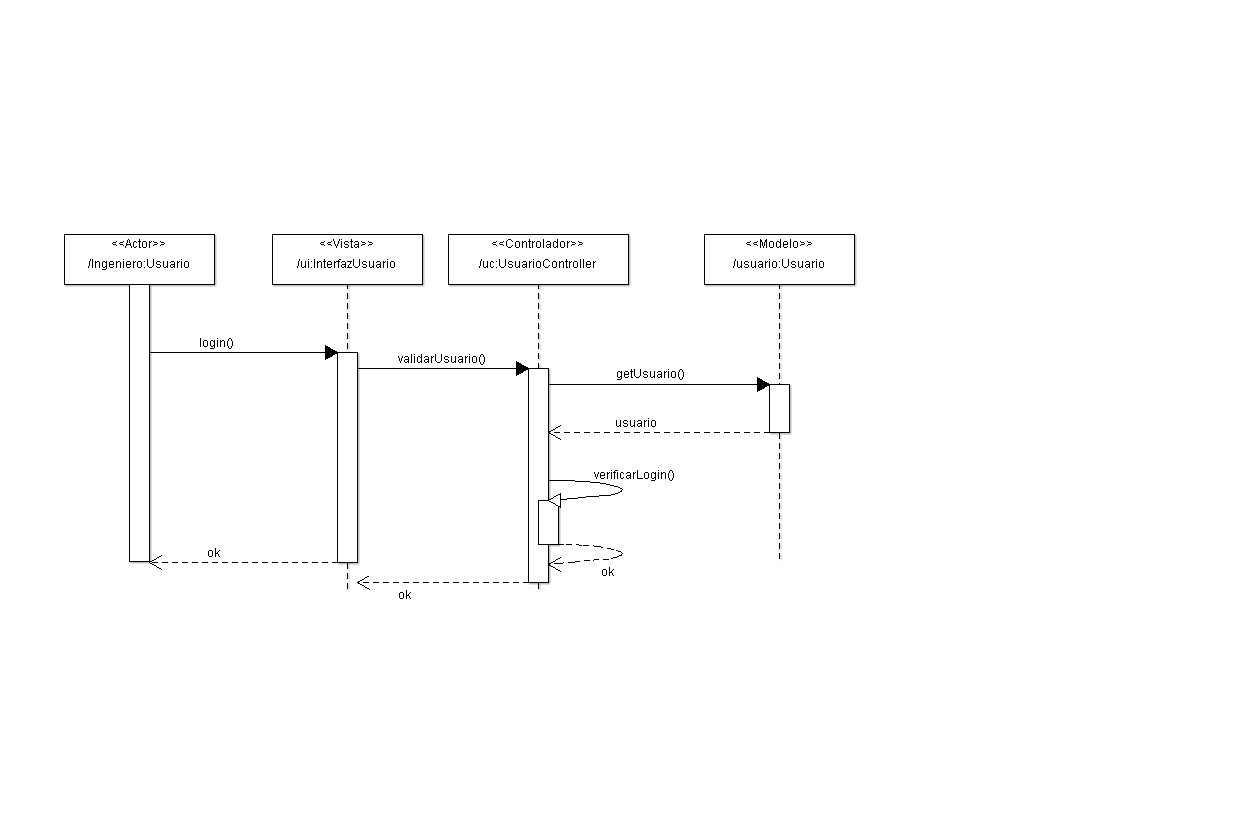 <<Actor>>
/Ingeniero:Usuario
<<Vista>>
/ui:InterfazUsuario
<<Controlador>>
/uc:UsuarioController
<<Modelo>>
/usuario:Usuario
login()
validarUsuario()
getUsuario()
usuario
verificarLogin()
ok
ok
ok